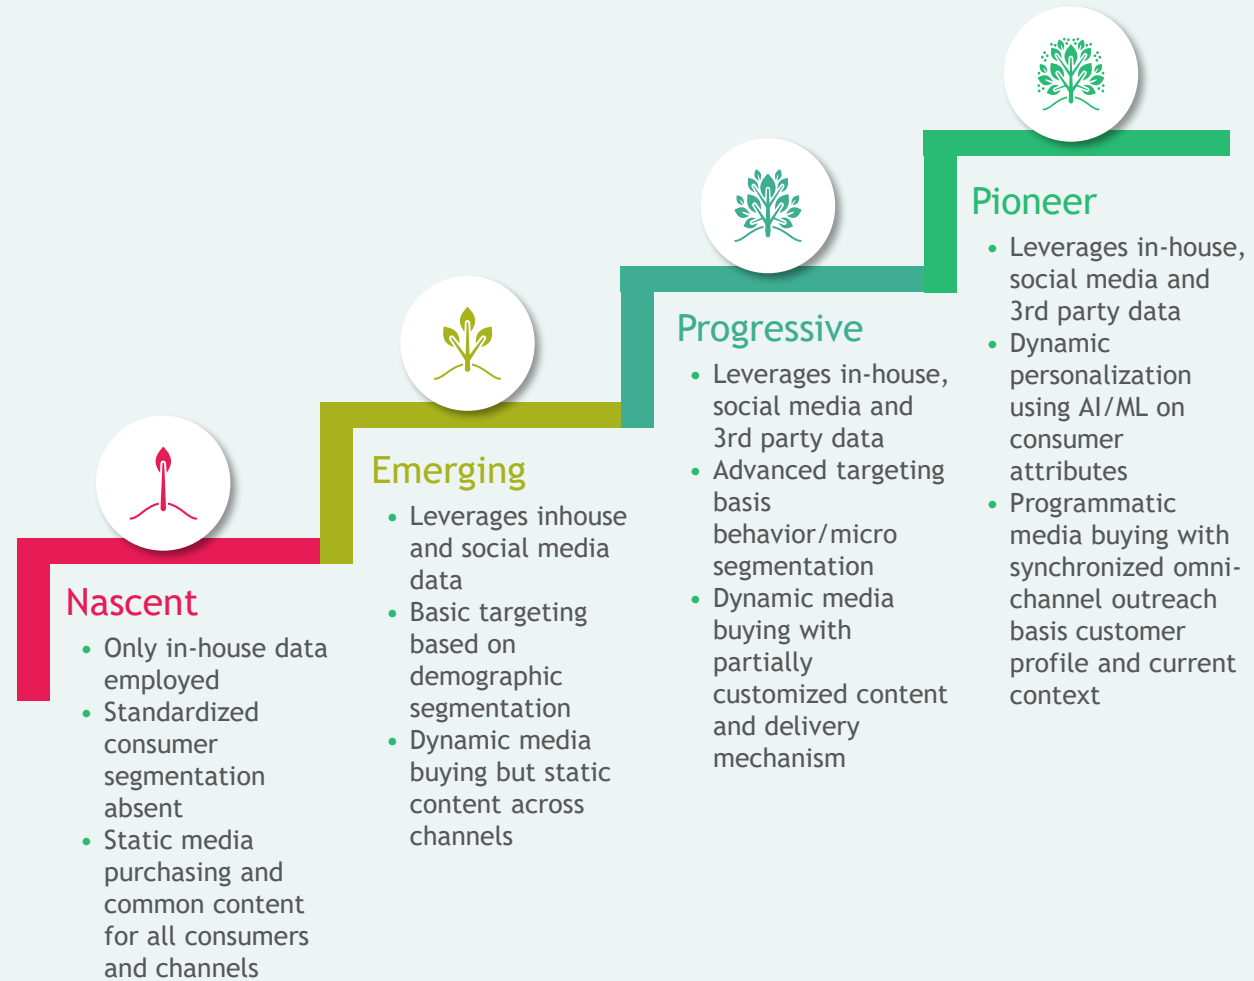 Nascent
• Only in-house data
employed
• Standardized
consumer
segmentation
absent
• Static media
purchasing and
common content
for all consumers
and channels
Emerging
• Leverages inhouse
and social media
data
• Basic targeting
based on
demographic
segmentation
• Dynamic media
buying but static
content across
channels
Progressive
• Leverages in-house,
social media and
3rd party data
• Advanced targeting
basis
behavior/micro
segmentation
• Dynamic media
buying with
partially
customized content
and delivery
mechanism
Pioneer
• Leverages in-house,
social media and
3rd party data
• Dynamic
personalization
using AI/ML on
consumer
attributes
• Programmatic
media buying with
synchronized omni-
channel outreach
basis customer
profile and current
context